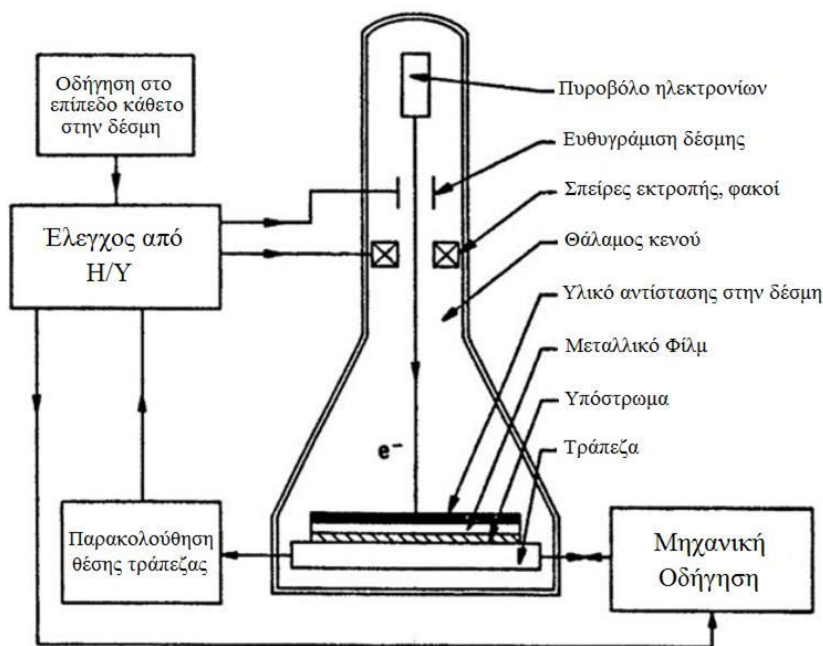 Οδήγηση στο
επίπεδο κάθετο
στην δέσμη
Έλεγχος από
Η/Υ
Παρακολούθηση
θέσης τράπεζας
Πυροβόλο ηλεκτρονίων
Ευθυγράμιση δέσμης
Σπείρες εκτροπής, φακοί
Θάλαμος κενού
Υλικό αντίστασης στην δέσμη
Μεταλλικό Φίλμ
Υπόστρωμα
Τράπεζα
e⁻
Μηχανική
Οδήγηση